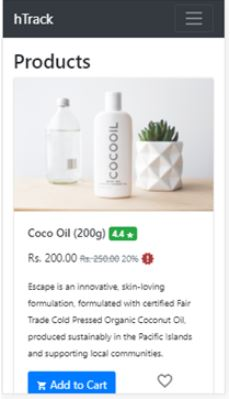 hTrack
Products
COCOOIL
Coco Oil (200g) 4.4 ★
Rs. 200.00 Rs. 250.00 20%
Escape is an innovative, skin-loving
formulation, formulated with certified Fair
Trade Cold Pressed Organic Coconut Oil,
produced sustainably in the Pacific Islands
and supporting local communities.
Add to Cart